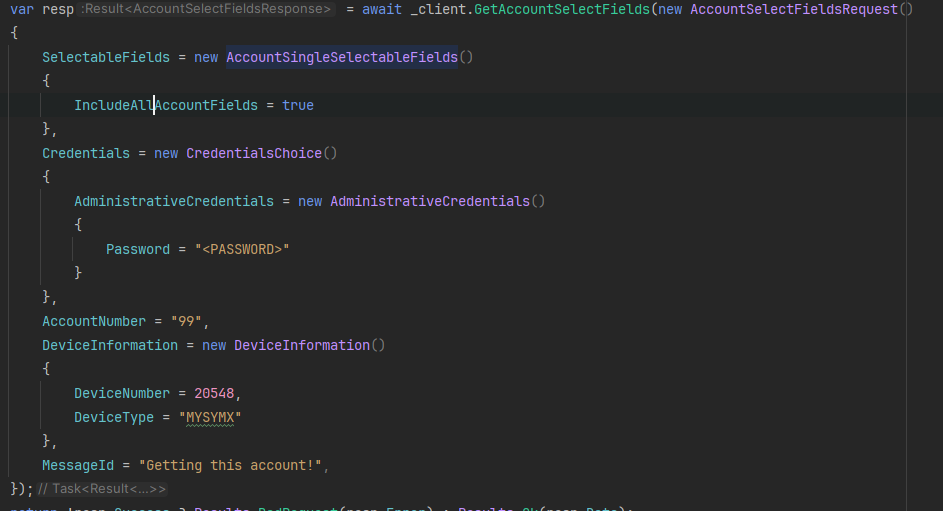 var resp :Result<AccountSelectFieldsResponse> = await _client.GetAccountSelectFields(new AccountSelectFieldsRequest()
{
SelectableFields = new AccountSingleSelectableFields()
{
IncludeAllAccountFields = true
},
Credentials = new CredentialsChoice()
{
AdministrativeCredentials = new AdministrativeCredentials()
{
Password = "<PASSWORD>"
}
},
AccountNumber = "99",
DeviceInformation = new DeviceInformation()
{
DeviceNumber = 20548,
DeviceType = "MYSYMX"
},
MessageId = "Getting this account!",
}); // Task<Result<...>>